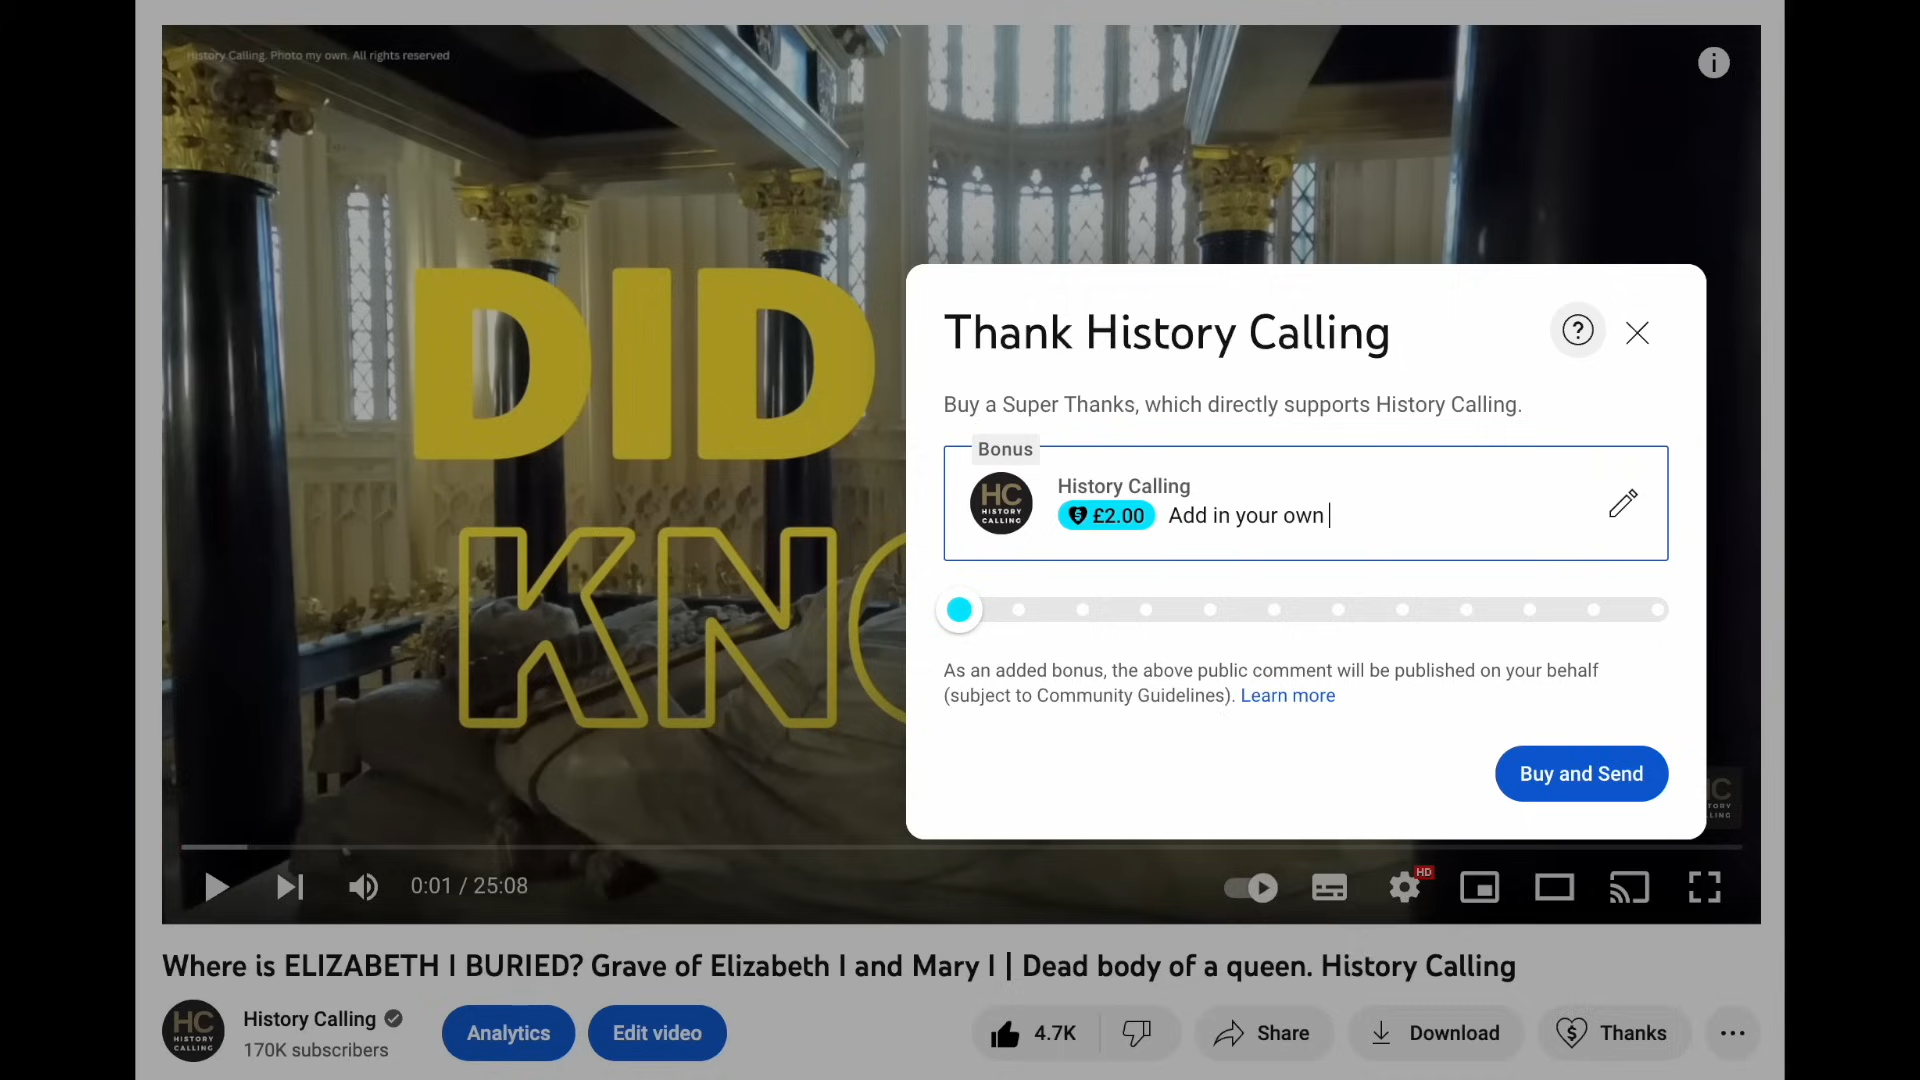 History Calling. Photo my own. All rights reserved
DID
KNO
Thank History Calling
Buy a Super Thanks, which directly supports History Calling.
Bonus
HC
HISTORY
CALLING
History Calling
£2.00 Add in your own
As an added bonus, the above public comment will be published on your behalf
(subject to Community Guidelines). Learn more
Buy and Send
0:01 / 25:08
HD
Where is ELIZABETH I BURIED? Grave of Elizabeth I and Mary I | Dead body of a queen. History Calling
HC
HISTORY
CALLING
History Calling
170K subscribers
Analytics
Edit video
4.7K
Share
Download
Thanks